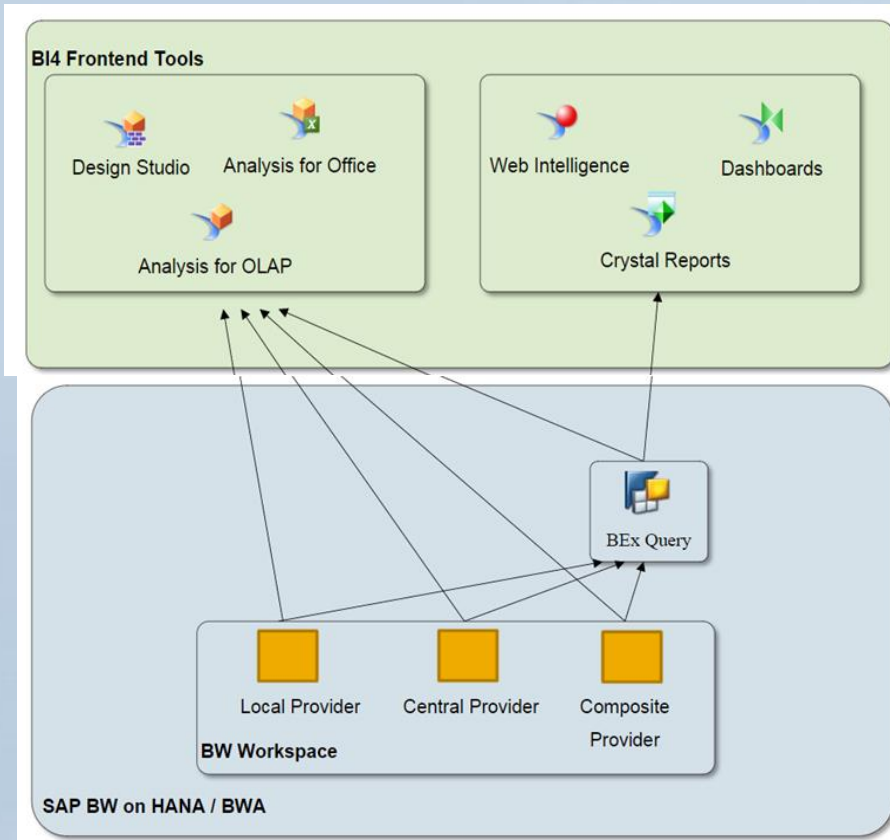 BI4 Frontend Tools
Design Studio
Analysis for Office
Analysis for OLAP
Web Intelligence
Dashboards
Crystal Reports
BEx Query
Local Provider
Central Provider
Composite
Provider
BW Workspace
SAP BW on HANA / BWA